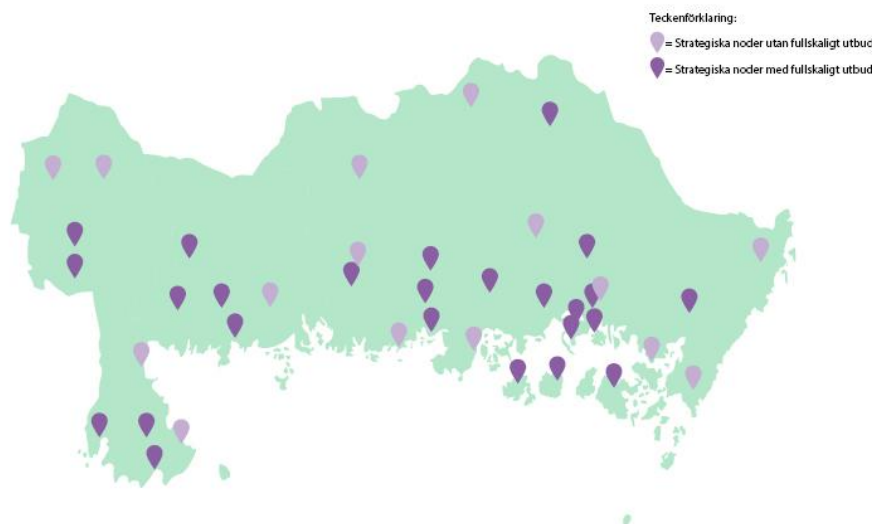 Teckenförklaring:
= Strategiska noder utan fullskaligt utbud
= Strategiska noder med fullskaligt utbud